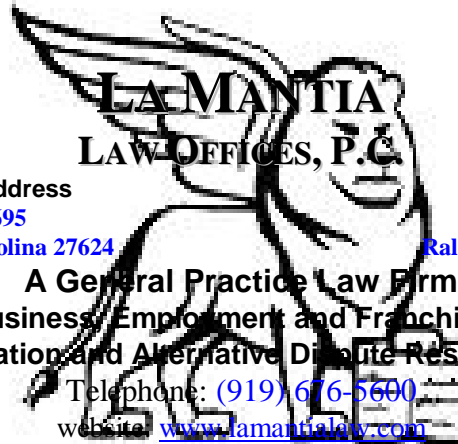 LA MANTIA
LAW OFFICES, P.C.
ddress
695
olina 27624 Ral
A General Practice Law Firm
usiness, Employment and Franchi
ation and Alternative Dispute Res
Telephone: (919) 676-5600
website: www.lamantialaw.com